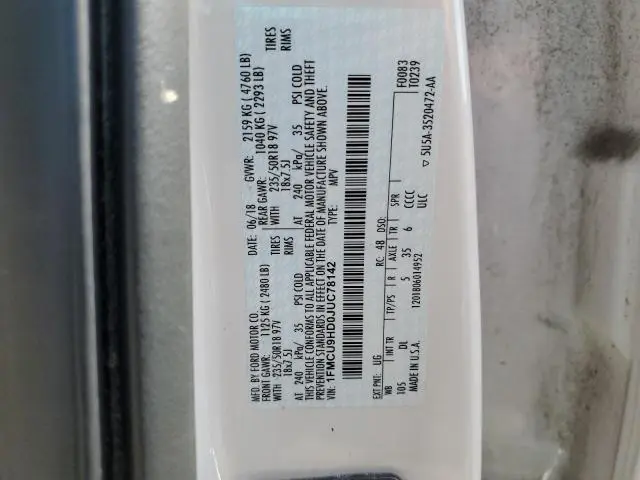 MFD. BY FORD MOTOR CO.
DATE: 06/18 GVWR: 2159 KG ( 4760 LB)
FRONT GAWR: 1125 KG ( 2480 LB) REAR GAWR: 1040 KG ( 2293 LB)
WITH 235/50R18 97V TIRES WITH 235/50R18 97V TIRES
18x7.5J RIMS 18x7.5J RIMS
AT 240 kPa/ 35 PSI COLD AT 240 kPa/ 35 PSI COLD
THIS VEHICLE CONFORMS TO ALL APPLICABLE FEDERAL MOTOR VEHICLE SAFETY AND THEFT
PREVENTION STANDARDS IN EFFECT ON THE DATE OF MANUFACTURE SHOWN ABOVE.
VIN: 1FMCU9HD0JUC78142 TYPE: MPV
F0083
T0239
EXT PNT: UG RC: 48 DSO:
WB INT TR TP/PS R AXLE TR SPR
105 DL 5 35 6 CCCC
ULC
MADE IN U.S.A. 1201806014952
▽ 5U5A-3520472-AA